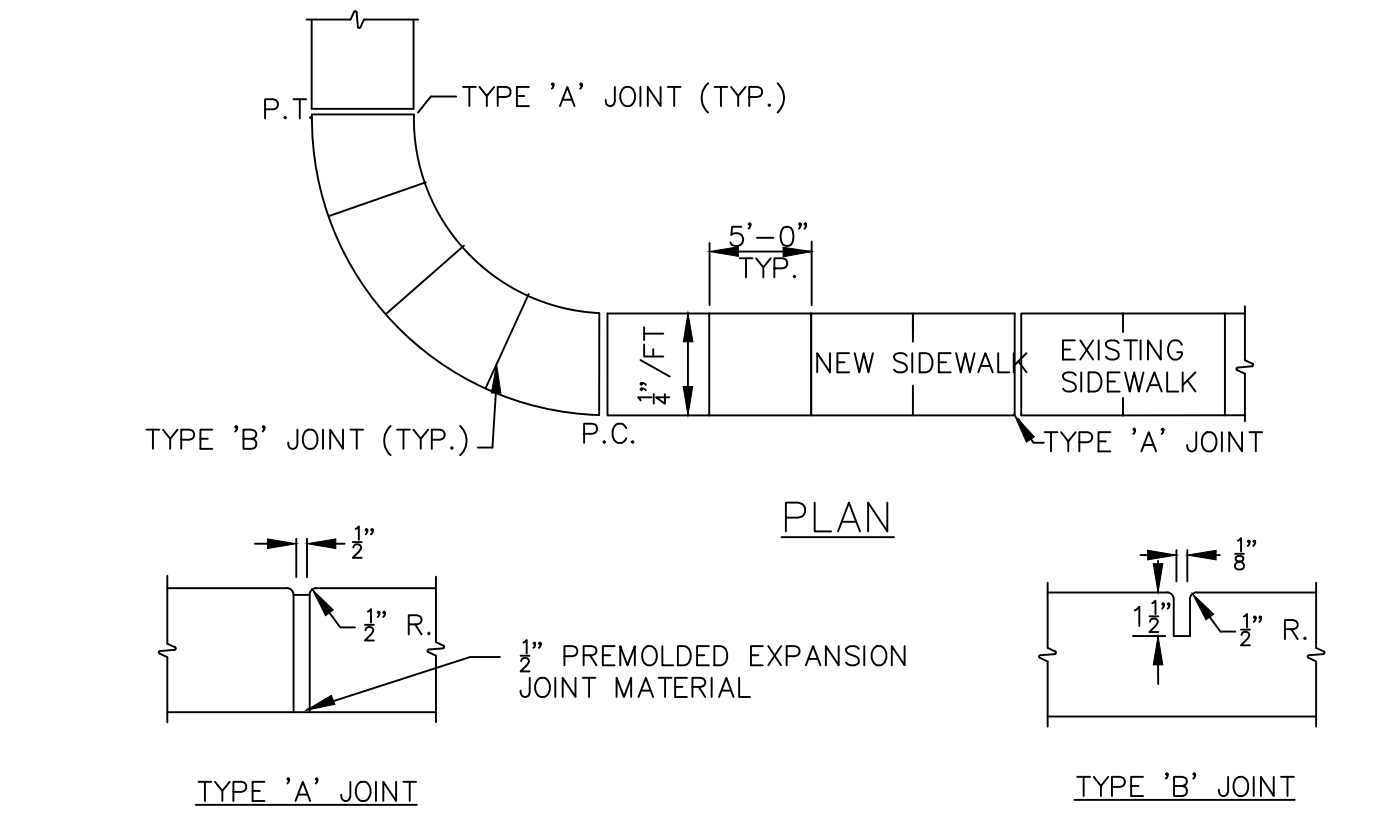 TYPE 'A' JOINT (TYP.)
P.T.
5'-0"
TYP.
1/4" /FT
NEW SIDEWALK
EXISTING
SIDEWALK
TYPE 'B' JOINT (TYP.)
P.C.
TYPE 'A' JOINT
PLAN
1/2"
1/2" R.
1/2" PREMOLDED EXPANSION
JOINT MATERIAL
TYPE 'A' JOINT
1/8"
1 1/2"
1/2" R.
TYPE 'B' JOINT